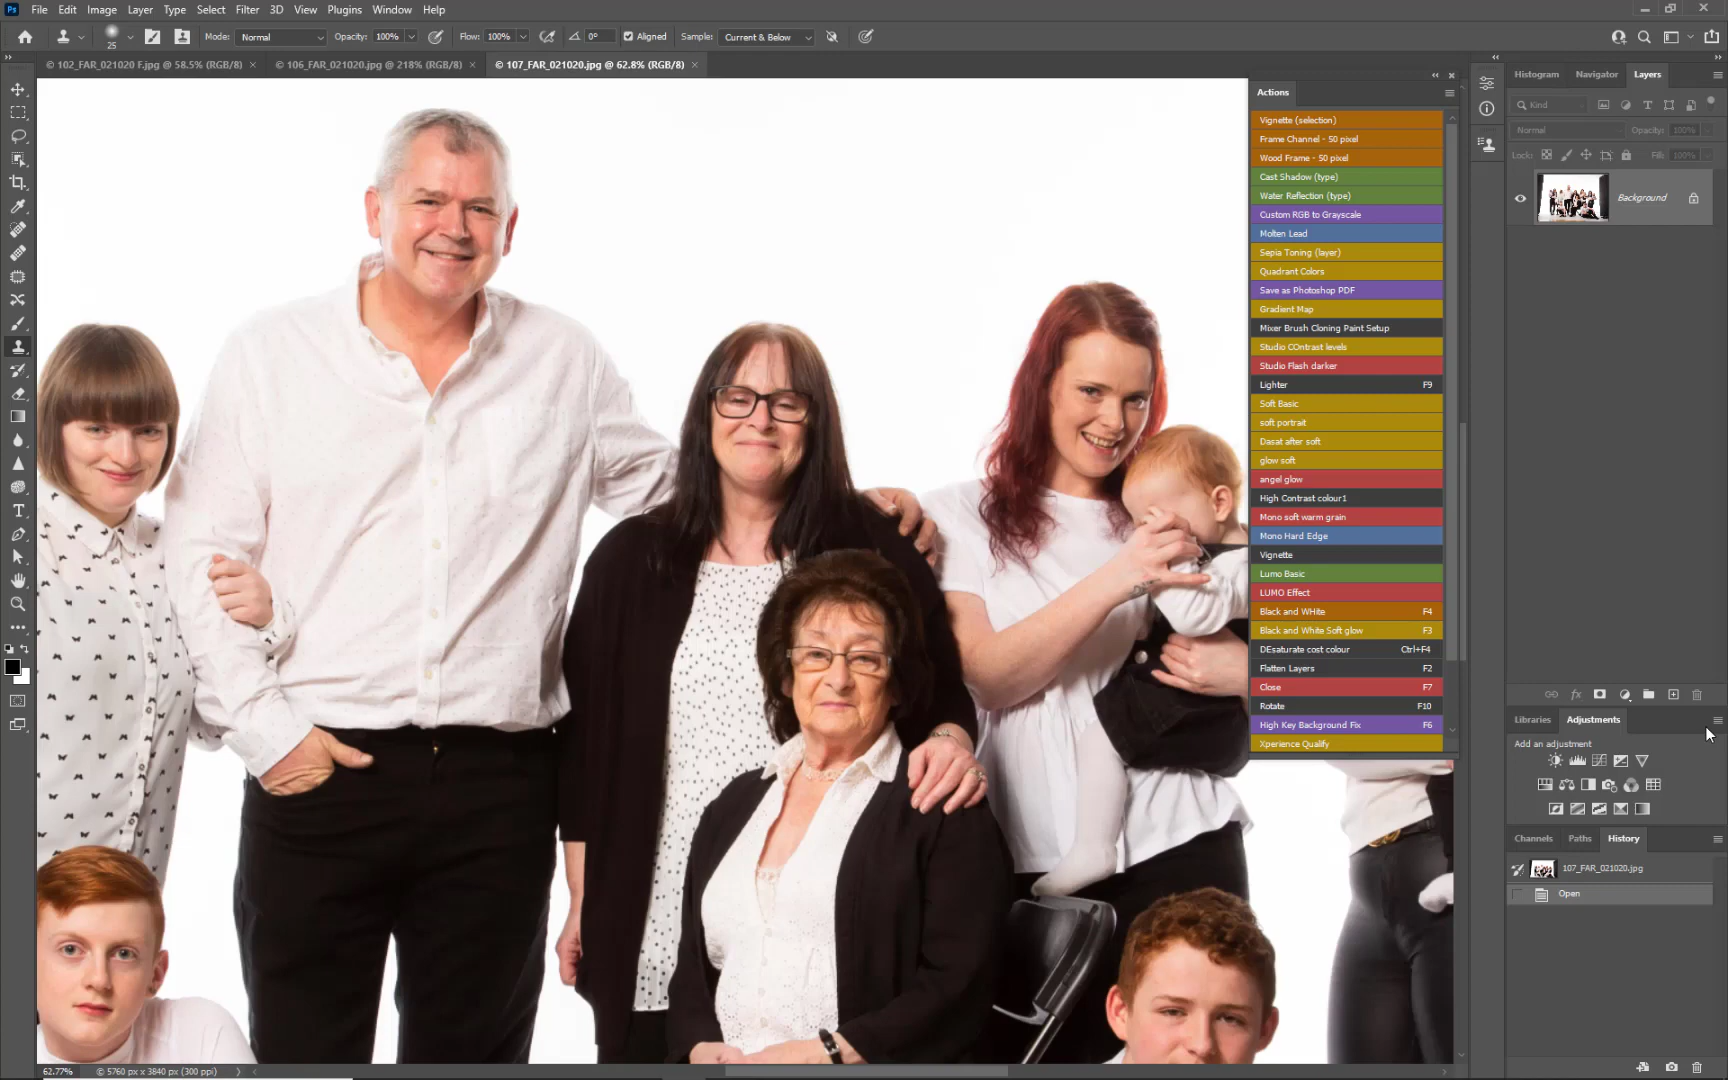 Ps File Edit Image Layer Type Select Filter 3D View Plugins Window Help
25 Mode: Normal Opacity: 100% Flow: 100% 0° Aligned Sample: Current & Below
© 102_FAR_021020 F.jpg @ 58.5% (RGB/8) × © 106_FAR_021020.jpg @ 218% (RGB/8) × © 107_FAR_021020.jpg @ 62.8% (RGB/8) ×
Actions
Vignette (selection)
Frame Channel - 50 pixel
Wood Frame - 50 pixel
Cast Shadow (type)
Water Reflection (type)
Custom RGB to Grayscale
Molten Lead
Sepia Toning (layer)
Quadrant Colors
Save as Photoshop PDF
Gradient Map
Mixer Brush Cloning Paint Setup
Studio COntrast levels
Studio Flash darker
Lighter F9
Soft Basic
soft portrait
Dasat after soft
glow soft
angel glow
High Contrast colour1
Mono soft warm grain
Mono Hard Edge
Vignette
Lumo Basic
LUMO Effect
Black and WHite F4
Black and White Soft glow F3
DEsaturate cost colour Ctrl+F4
Flatten Layers F2
Close F7
Rotate F10
High Key Background Fix F6
Xperience Qualify
Histogram Navigator Layers
Kind
Normal Opacity: 100%
Lock: Fill: 100%
Background
Libraries Adjustments
Add an adjustment
Channels Paths History
107_FAR_021020.jpg
Open
62.77% © 5760 px x 3840 px (300 ppi)